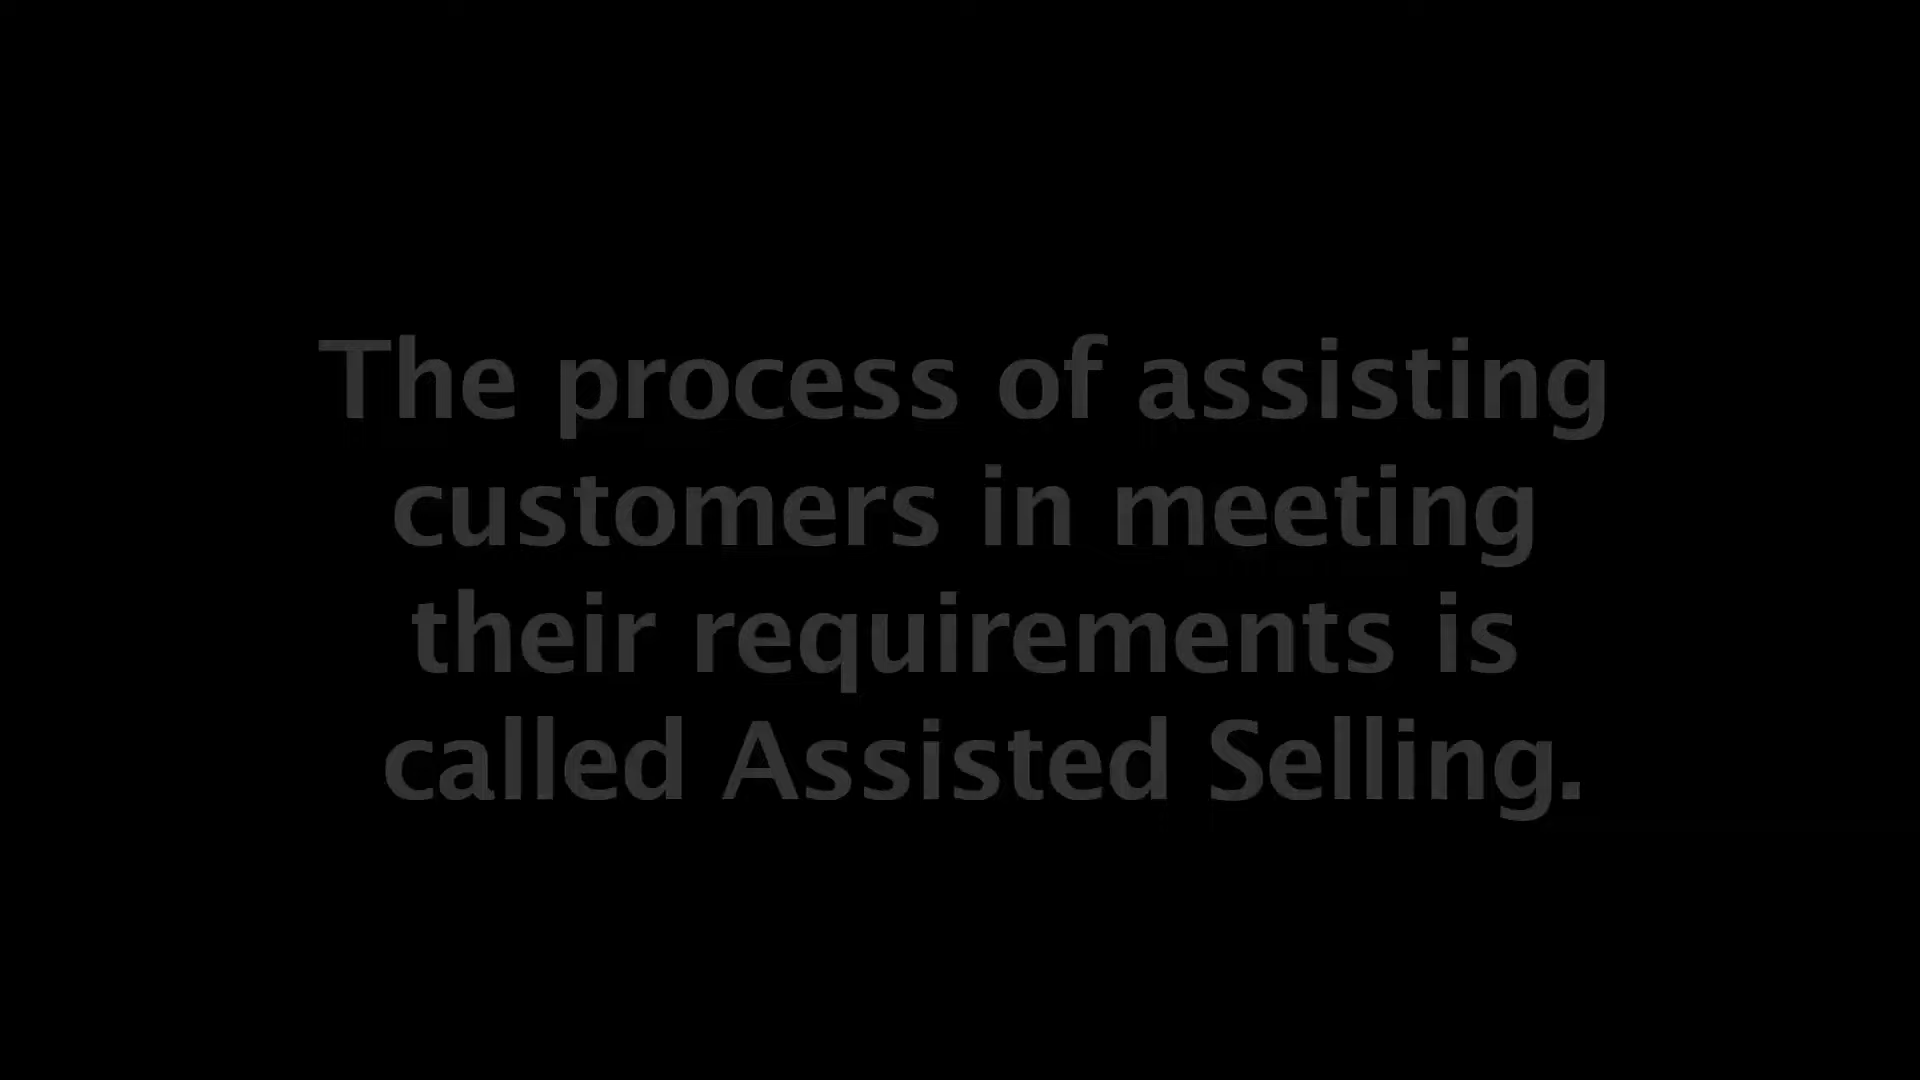 The process of assisting
customers in meeting
their requirements is
called Assisted Selling.